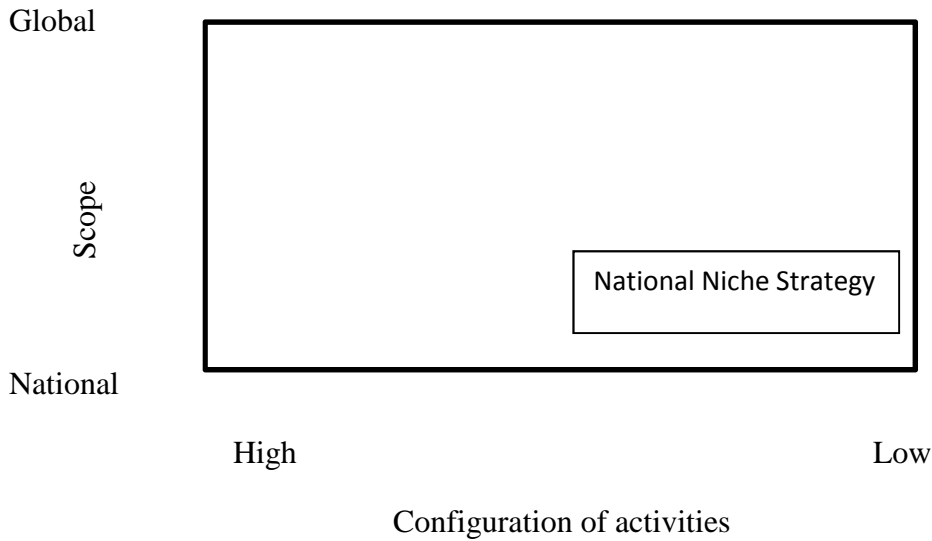 Global
Scope
National Niche Strategy
National
High Low
Configuration of activities